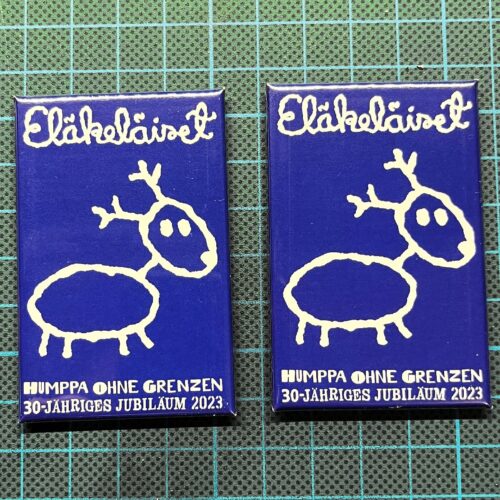 Eläkeläiset
HUMPPA OHNE GRENZEN
30-JÄHRIGES JUBILÄUM 2023
Eläkeläiset
HUMPPA OHNE GRENZEN
30-JÄHRIGES JUBILÄUM 2023